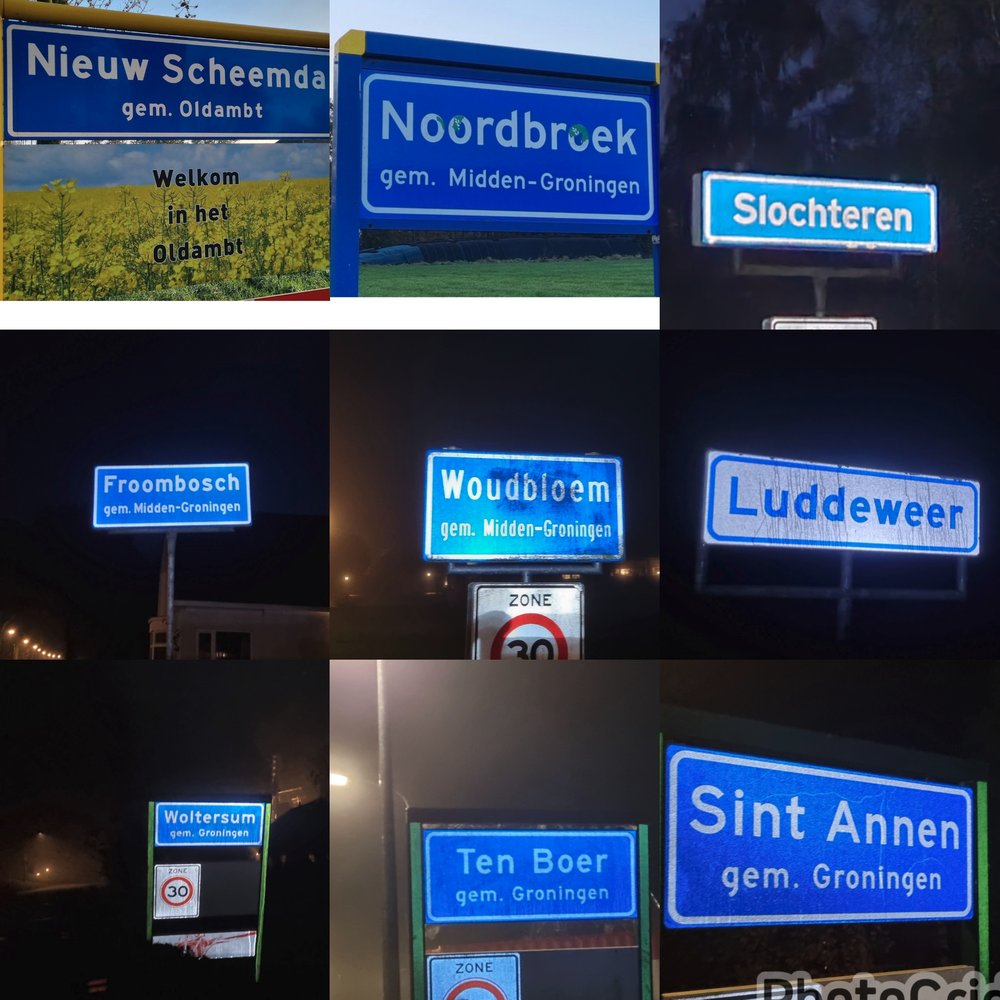 Nieuw Scheemda
gem. Oldambt
Welkom
in het
Oldambt
Noordbroek
gem. Midden-Groningen
Slochteren
Froombosch
gem. Midden-Groningen
Woudbloem
gem. Midden-Groningen
ZONE
30
Luddeweer
Woltersum
gem. Groningen
ZONE
30
Ten Boer
gem. Groningen
ZONE
Sint Annen
gem. Groningen